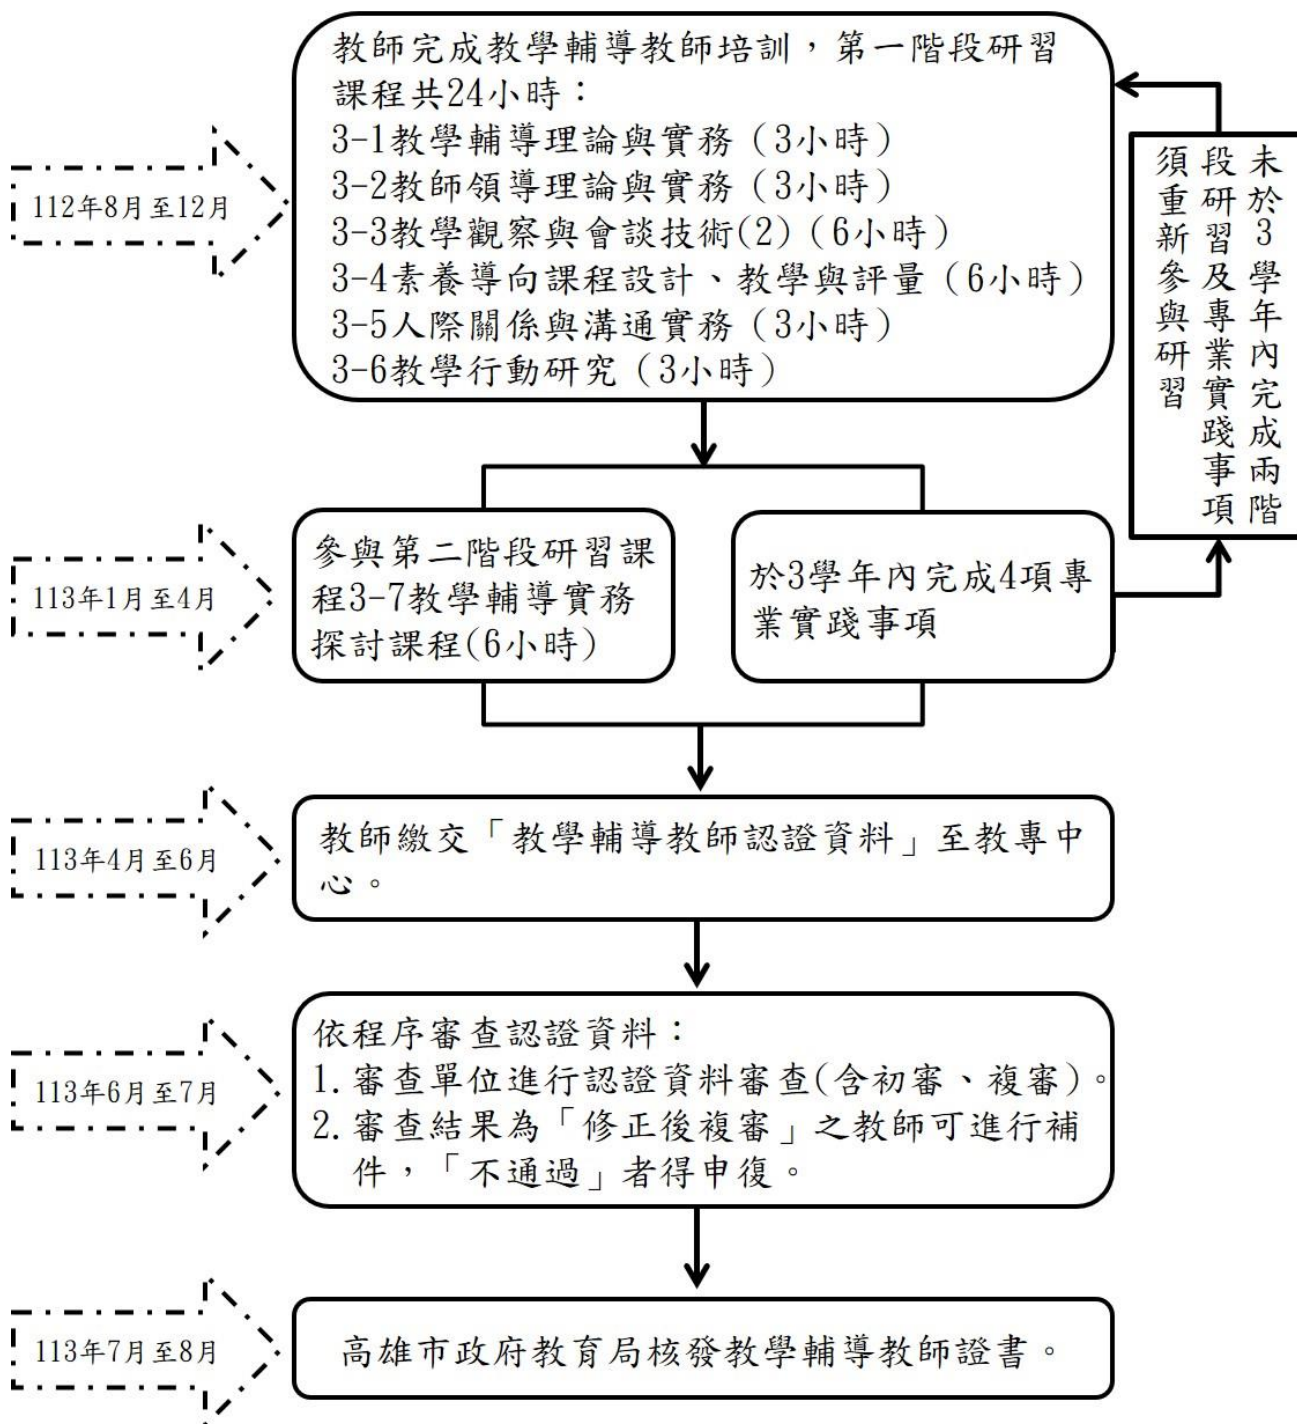 教師完成教學輔導教師培訓，第一階段研習
課程共24小時：
3-1教學輔導理論與實務（3小時）
3-2教師領導理論與實務（3小時）
3-3教學觀察與會談技術(2)（6小時）
3-4素養導向課程設計、教學與評量（6小時）
3-5人際關係與溝通實務（3小時）
3-6教學行動研究（3小時）
112年8月至12月
未於3學年內完成兩階
段研習及專業實踐事項
須重新參與研習
113年1月至4月
參與第二階段研習課
程3-7教學輔導實務
探討課程(6小時)
於3學年內完成4項專
業實踐事項
113年4月至6月
教師繳交「教學輔導教師認證資料」至教專中
心。
113年6月至7月
依程序審查認證資料：
1. 審查單位進行認證資料審查(含初審、複審)。
2. 審查結果為「修正後複審」之教師可進行補
件，「不通過」者得申復。
113年7月至8月
高雄市政府教育局核發教學輔導教師證書。